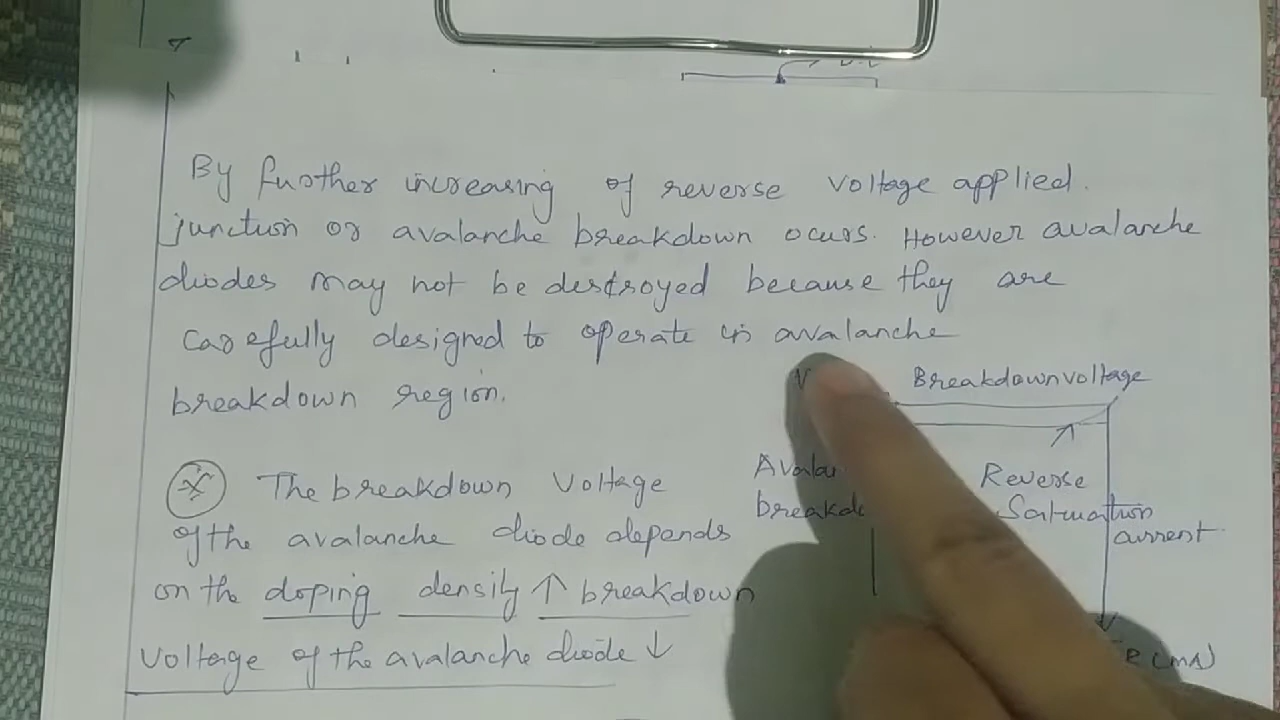 By further increasing of reverse voltage applied.
junction or avalanche breakdown ocurs. However avalanche
diodes may not be destroyed because they are
carefully designed to operate in avalanche
breakdown region.
The breakdown Voltage
of the avalanche diode depends
on the doping density ↑ breakdown
voltage of the avalanche diode ↓
Breakdown voltage
Reverse
Saturation
current
(mA)